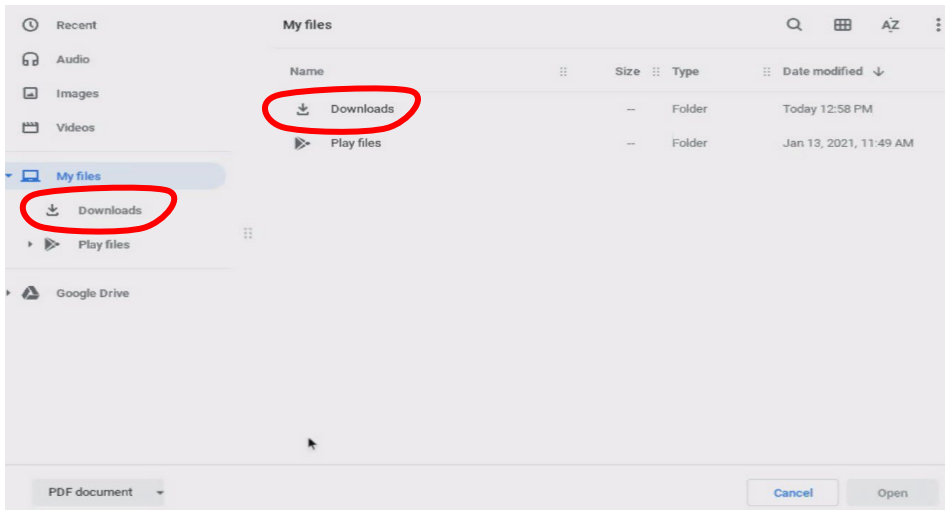 Recent
Audio
Images
Videos
My files
Downloads
Play files
Google Drive
My files
AZ
Name Size Type Date modified
Downloads -- Folder Today 12:58 PM
Play files -- Folder Jan 13, 2021, 11:49 AM
PDF document
Cancel Open